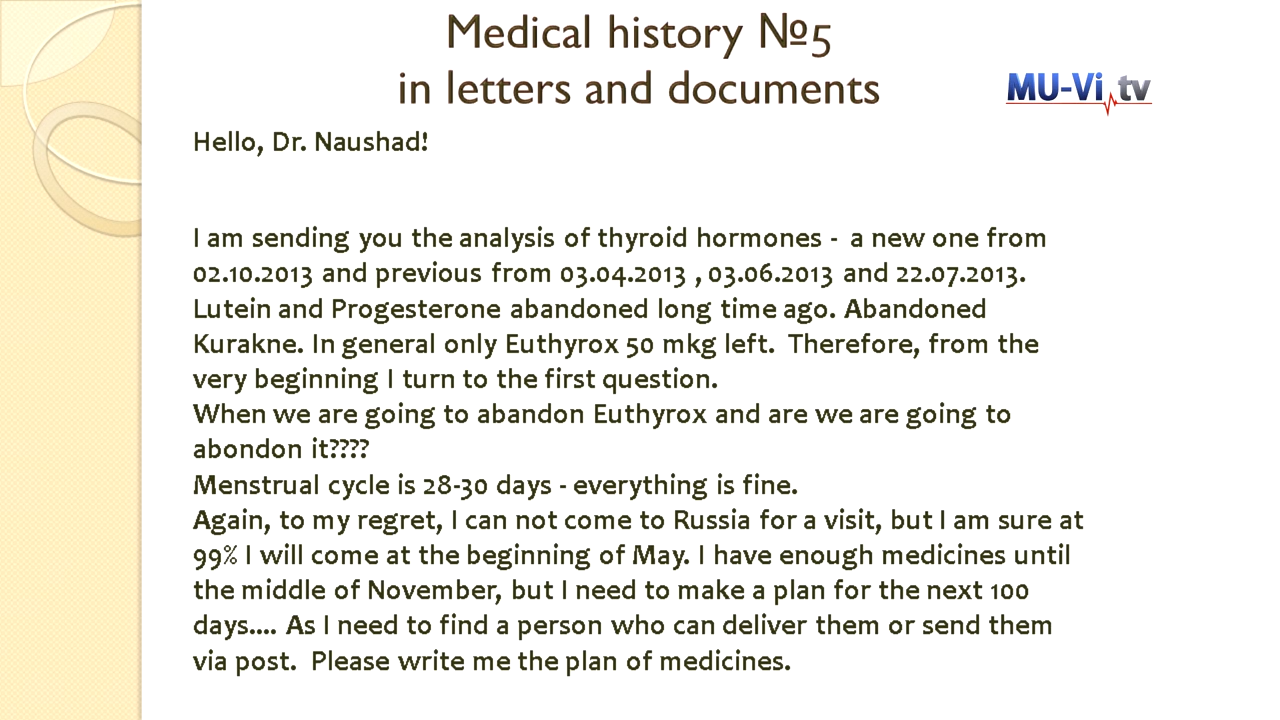 Medical history №5
in letters and documents
MU-Vi tv
Hello, Dr. Naushad!
I am sending you the analysis of thyroid hormones - a new one from
02.10.2013 and previous from 03.04.2013 , 03.06.2013 and 22.07.2013.
Lutein and Progesterone abandoned long time ago. Abandoned
Kurakne. In general only Euthyrox 50 mkg left. Therefore, from the
very beginning I turn to the first question.
When we are going to abandon Euthyrox and are we are going to
abondon it????
Menstrual cycle is 28-30 days - everything is fine.
Again, to my regret, I can not come to Russia for a visit, but I am sure at
99% I will come at the beginning of May. I have enough medicines until
the middle of November, but I need to make a plan for the next 100
days.... As I need to find a person who can deliver them or send them
via post. Please write me the plan of medicines.